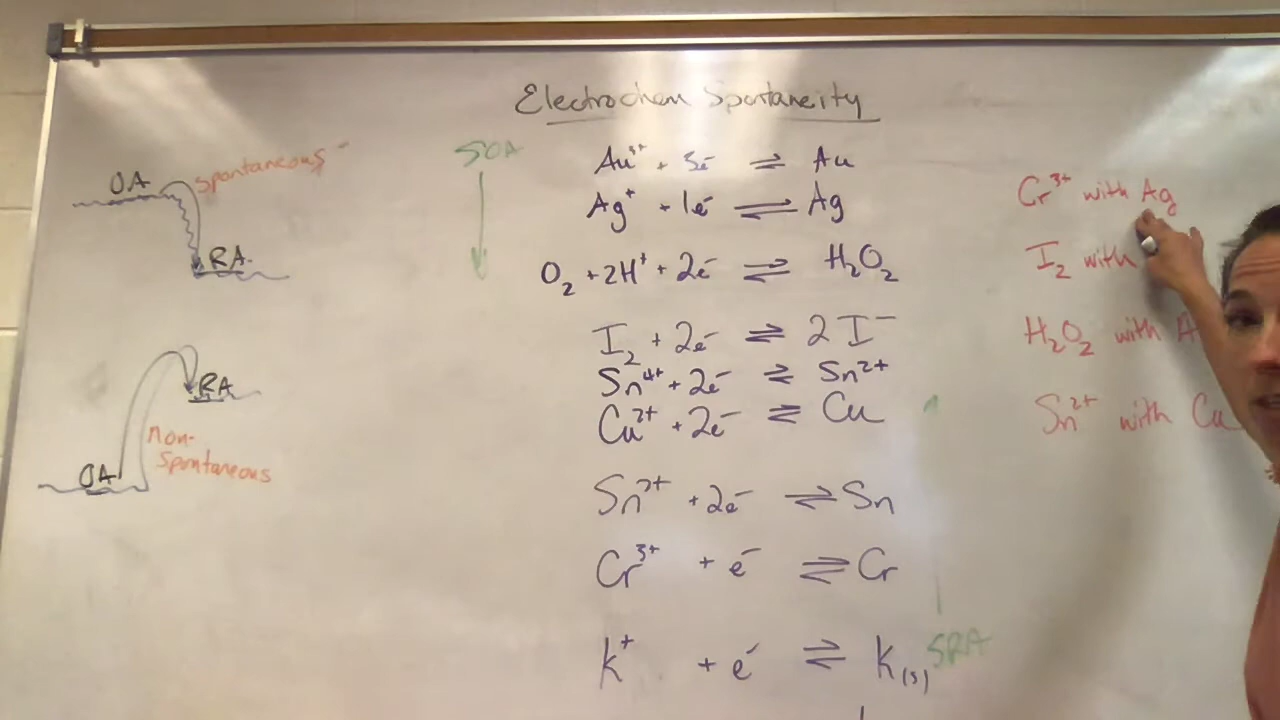 Electrochem Spontaneity
OA
spontaneous
RA
RA
non-
spontaneous
OA
SOA
Au³⁺ + 3e⁻ ⇌ Au
Ag⁺ + 1e⁻ ⇌ Ag
O₂ + 2H⁺ + 2e⁻ ⇌ H₂O₂
I₂ + 2e⁻ ⇌ 2 I⁻
Sn⁴⁺ + 2e⁻ ⇌ Sn²⁺
Cu²⁺ + 2e⁻ ⇌ Cu
Sn²⁺ + 2e⁻ ⇌ Sn
Cr³⁺ + e⁻ ⇌ Cr
K⁺ + e⁻ ⇌ K(s)
SRA
Cr³⁺ with Ag
I₂ with
H₂O₂ with
Sn²⁺ with Cu